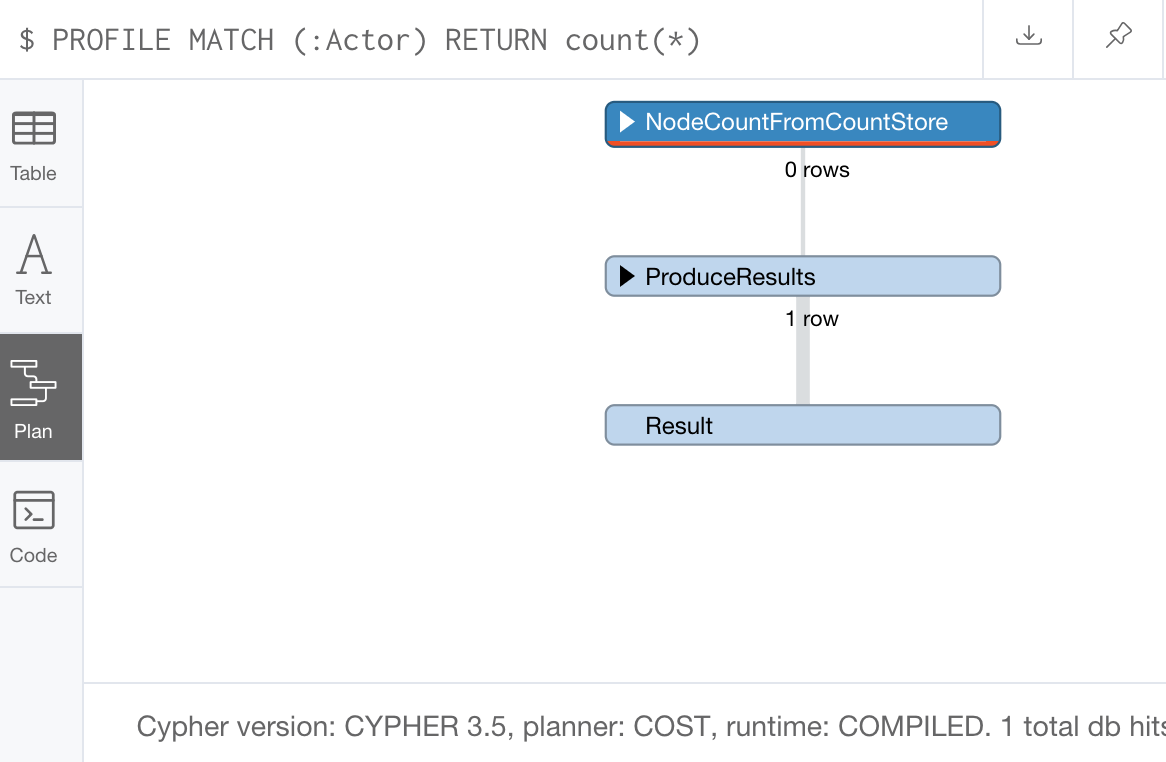 $ PROFILE MATCH (:Actor) RETURN count(*)
Table
Text
Plan
Code
NodeCountFromCountStore
0 rows
ProduceResults
1 row
Result
Cypher version: CYPHER 3.5, planner: COST, runtime: COMPILED. 1 total db hits